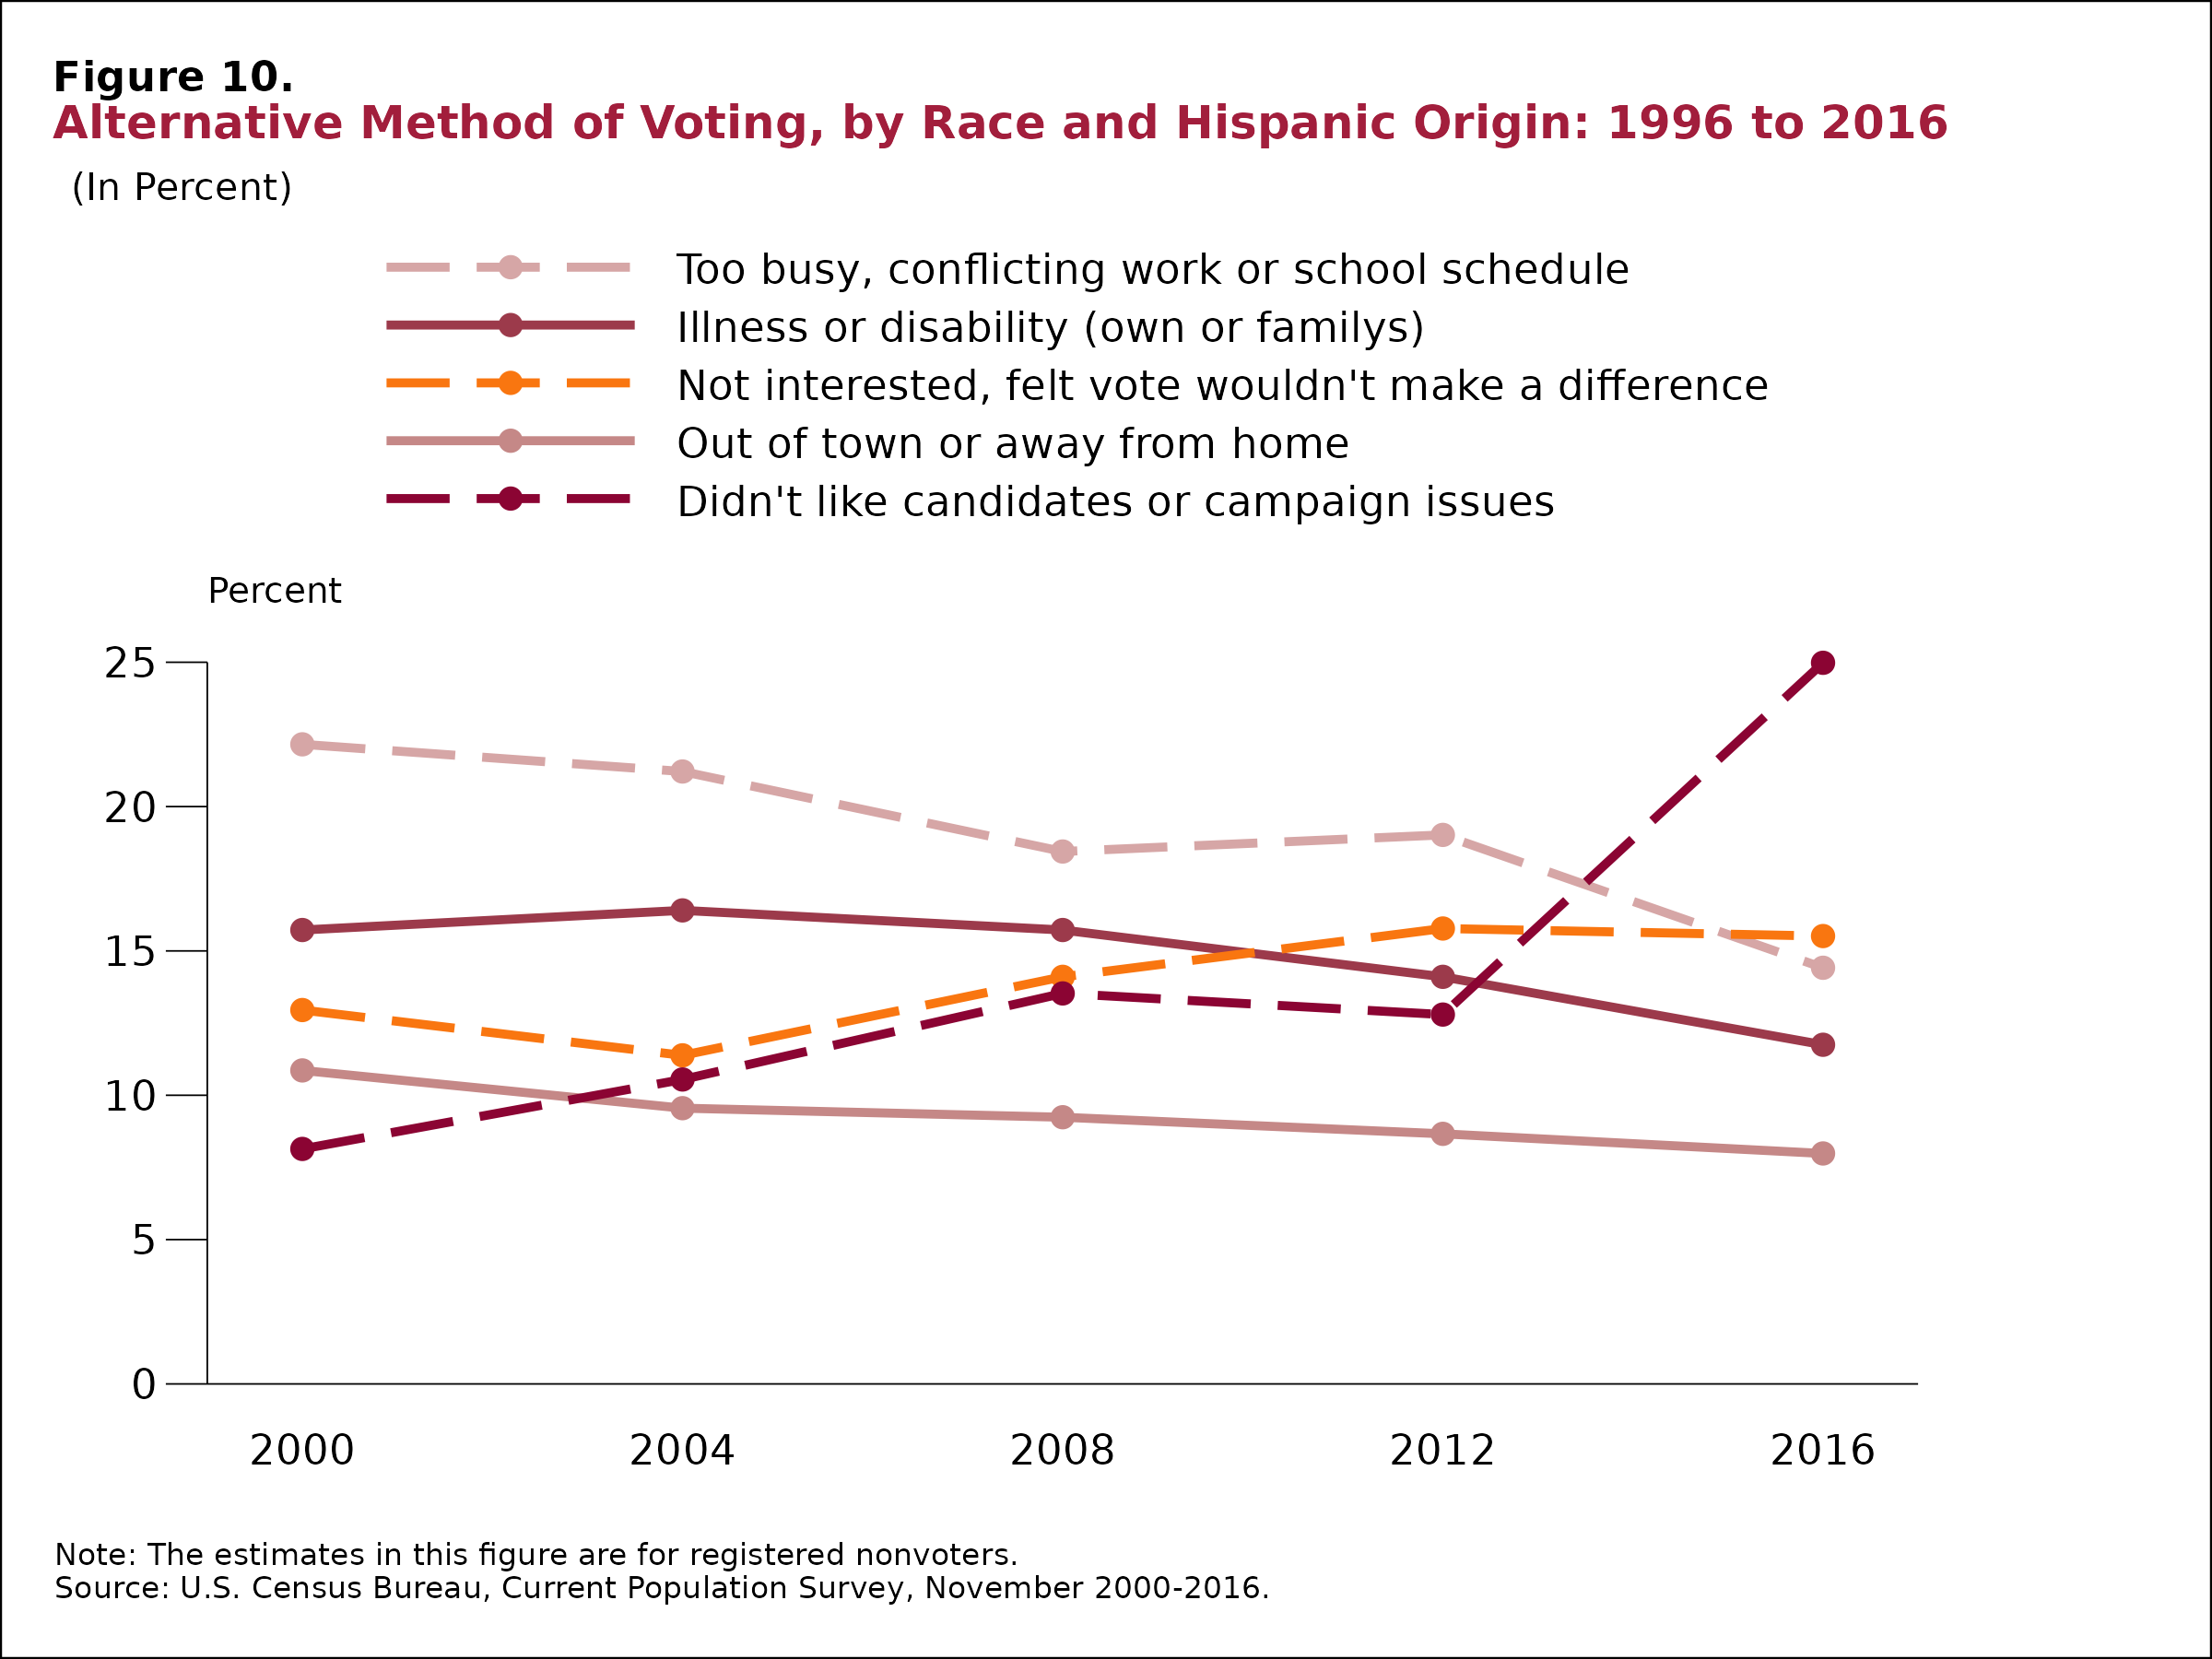 Figure 10.
Alternative Method of Voting, by Race and Hispanic Origin: 1996 to 2016
(In Percent)
Too busy, conflicting work or school schedule
Illness or disability (own or familys)
Not interested, felt vote wouldn't make a difference
Out of town or away from home
Didn't like candidates or campaign issues
Percent
25
20
15
10
5
0
2000 2004 2008 2012 2016
Note: The estimates in this figure are for registered nonvoters.
Source: U.S. Census Bureau, Current Population Survey, November 2000-2016.